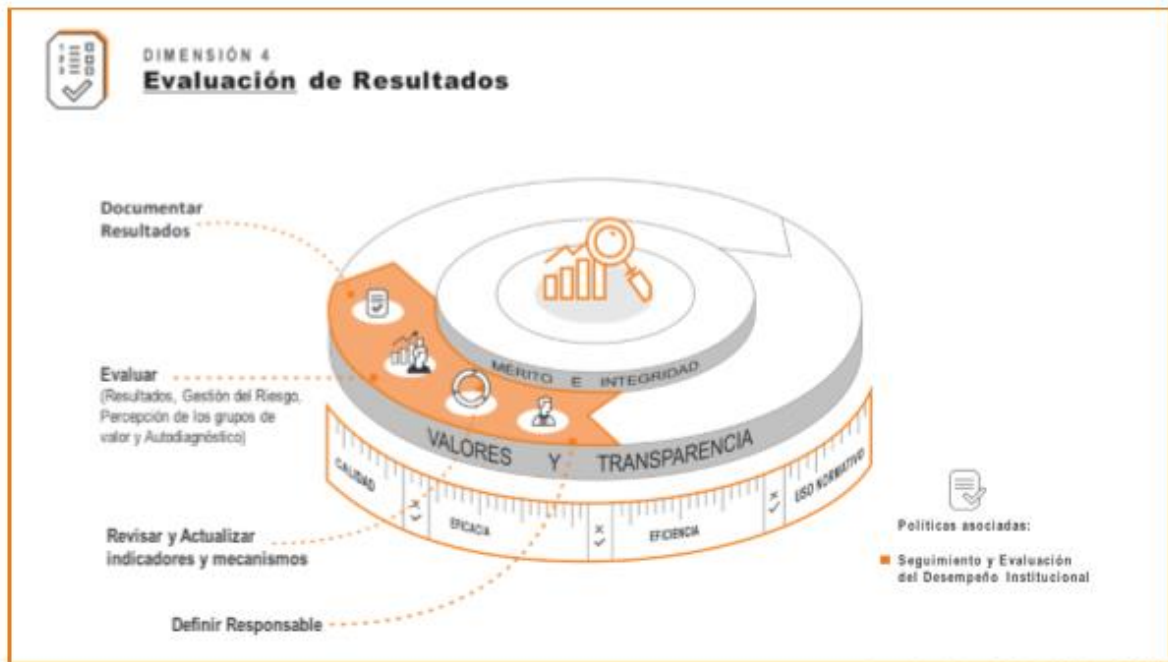 DIMENSIÓN 4
Evaluación de Resultados
Documentar
Resultados
Evaluar
(Resultados, Gestión del Riesgo,
Percepción de los grupos de
valor y Autodiagnóstico)
Revisar y Actualizar
indicadores y mecanismos
Definir Responsable
MÉRITO E INTEGRIDAD
VALORES Y TRANSPARENCIA
CALIDAD
EFICACIA
EFICIENCIA
USO NORMATIVO
Políticas asociadas:
Seguimiento y Evaluación
del Desempeño Institucional